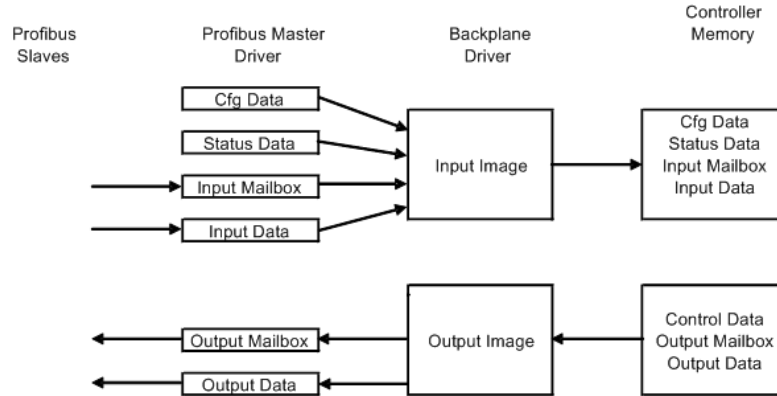 Profibus
Slaves
Profibus Master
Driver
Backplane
Driver
Controller
Memory
Cfg Data
Status Data
Input Mailbox
Input Data
Input Image
Cfg Data
Status Data
Input Mailbox
Input Data
Output Mailbox
Output Data
Output Image
Control Data
Output Mailbox
Output Data